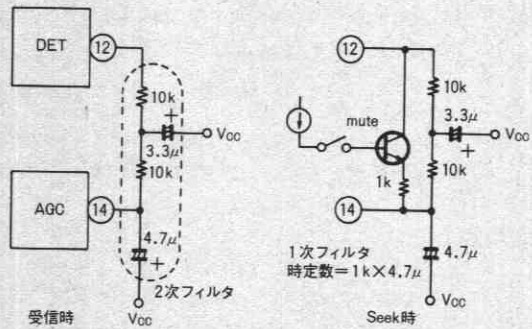 DET
12
10k
3.3μ
+
VCC
10k
AGC
14
4.7μ
+
2次フィルタ
受信時
VCC
12
10k
mute
3.3μ
+
VCC
10k
1k
14
4.7μ
1次フィルタ
時定数=1k×4.7μ
VCC
Seek時